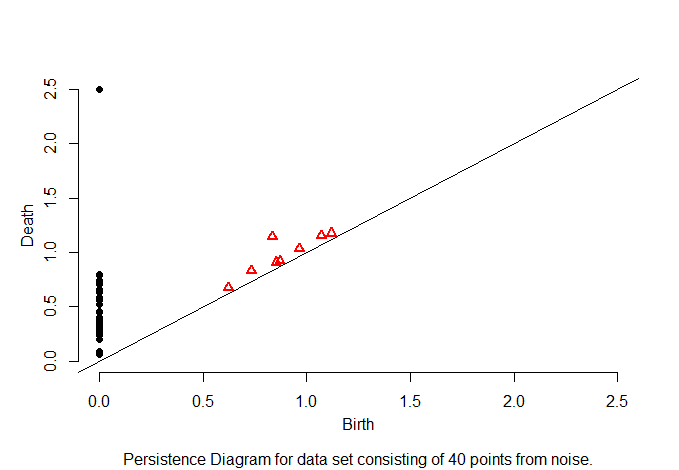 2.5
2.0
1.5
1.0
0.5
0.0
Death
0.0 0.5 1.0 1.5 2.0 2.5
Birth
Persistence Diagram for data set consisting of 40 points from noise.